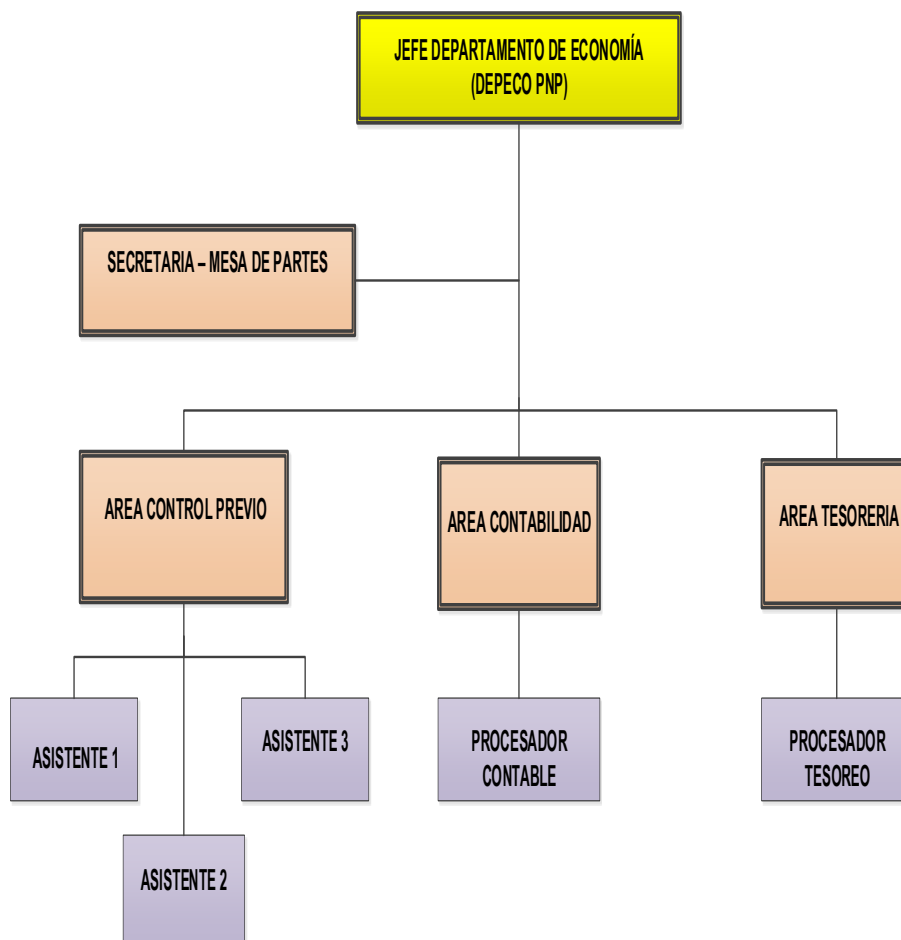 JEFE DEPARTAMENTO DE ECONOMÍA
(DEPECO PNP)
SECRETARIA – MESA DE PARTES
AREA CONTROL PREVIO
AREA CONTABILIDAD
AREA TESORERIA
ASISTENTE 1
ASISTENTE 3
PROCESADOR
CONTABLE
PROCESADOR
TESOREO
ASISTENTE 2